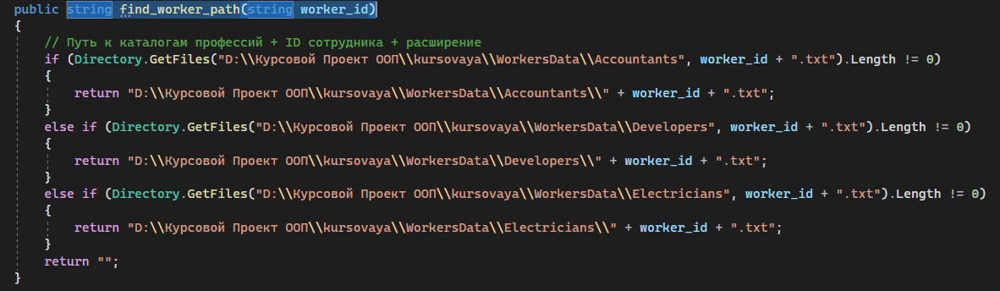 public string find_worker_path(string worker_id)
{
// Путь к каталогам профессий + ID сотрудника + расширение
if (Directory.GetFiles("D:\\Курсовой Проект ООП\\kursovaya\\WorkersData\\Accountants", worker_id + ".txt").Length != 0)
{
return "D:\\Курсовой Проект ООП\\kursovaya\\WorkersData\\Accountants\\" + worker_id + ".txt";
}
else if (Directory.GetFiles("D:\\Курсовой Проект ООП\\kursovaya\\WorkersData\\Developers", worker_id + ".txt").Length != 0)
{
return "D:\\Курсовой Проект ООП\\kursovaya\\WorkersData\\Developers\\" + worker_id + ".txt";
}
else if (Directory.GetFiles("D:\\Курсовой Проект ООП\\kursovaya\\WorkersData\\Electricians", worker_id + ".txt").Length != 0)
{
return "D:\\Курсовой Проект ООП\\kursovaya\\WorkersData\\Electricians\\" + worker_id + ".txt";
}
return "";
}